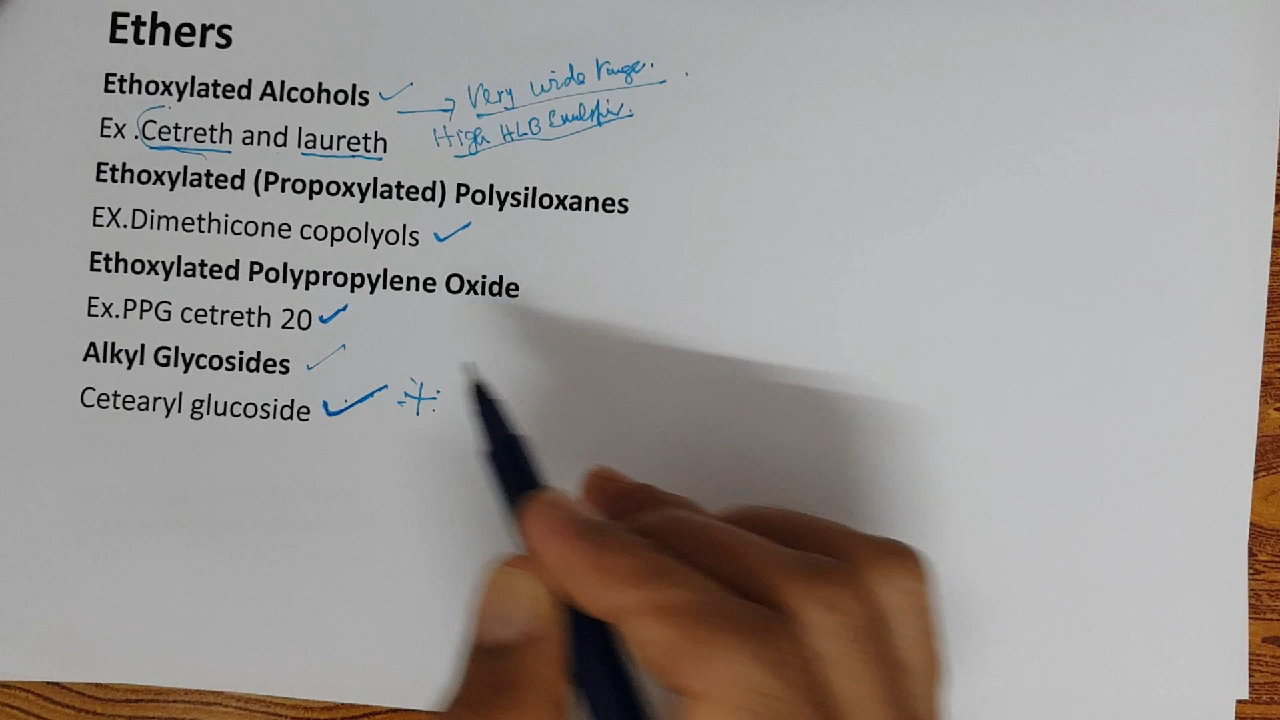 Ethers
Ethoxylated Alcohols
Very wide range.
Ex .Cetreth and laureth
High HLB
Ethoxylated (Propoxylated) Polysiloxanes
EX.Dimethicone copolyols
Ethoxylated Polypropylene Oxide
Ex.PPG cetreth 20
Alkyl Glycosides
Cetearyl glucoside